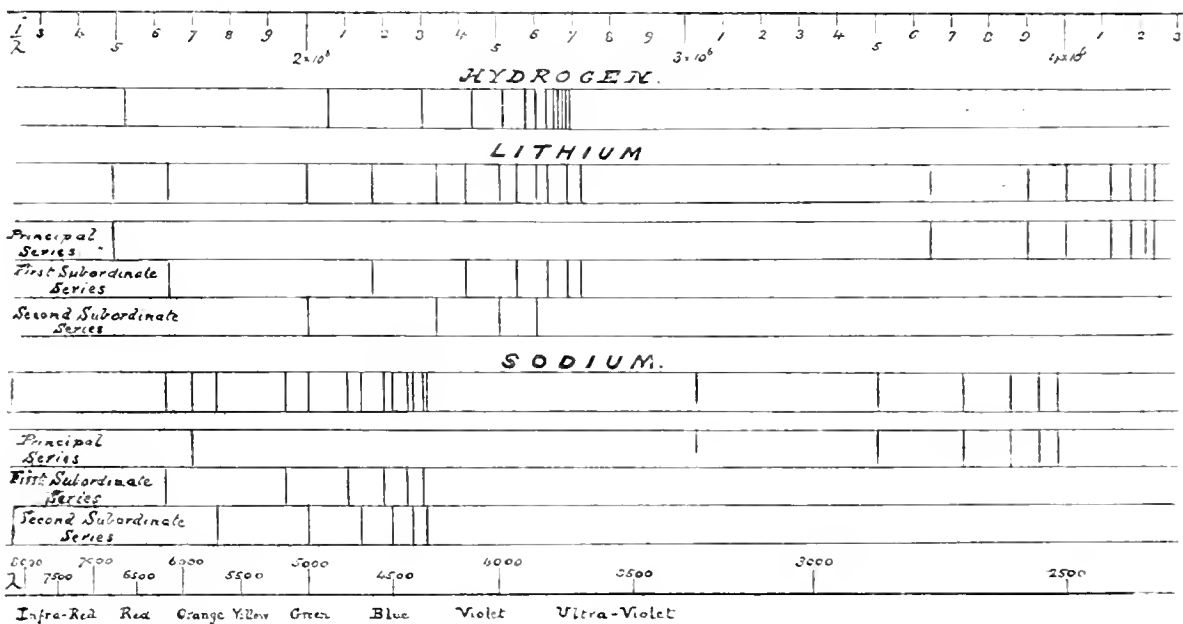 1/λ 3 4 5 6 7 8 9 2×10⁶ 1 2 3 4 5 6 7 8 9 3×10⁶ 1 2 3 4 5 6 7 8 9 4×10⁶ 1 2 3
HYDROGEN.
LITHIUM
Principal
Series
First Subordinate
Series
Second Subordinate
Series
SODIUM.
Principal
Series
First Subordinate
Series
Second Subordinate
Series
λ 8000 7500 7000 6500 6000 5500 5000 4500 4000 3500 3000 2500
Infra-Red Red Orange Yellow Green Blue Violet Ultra-Violet